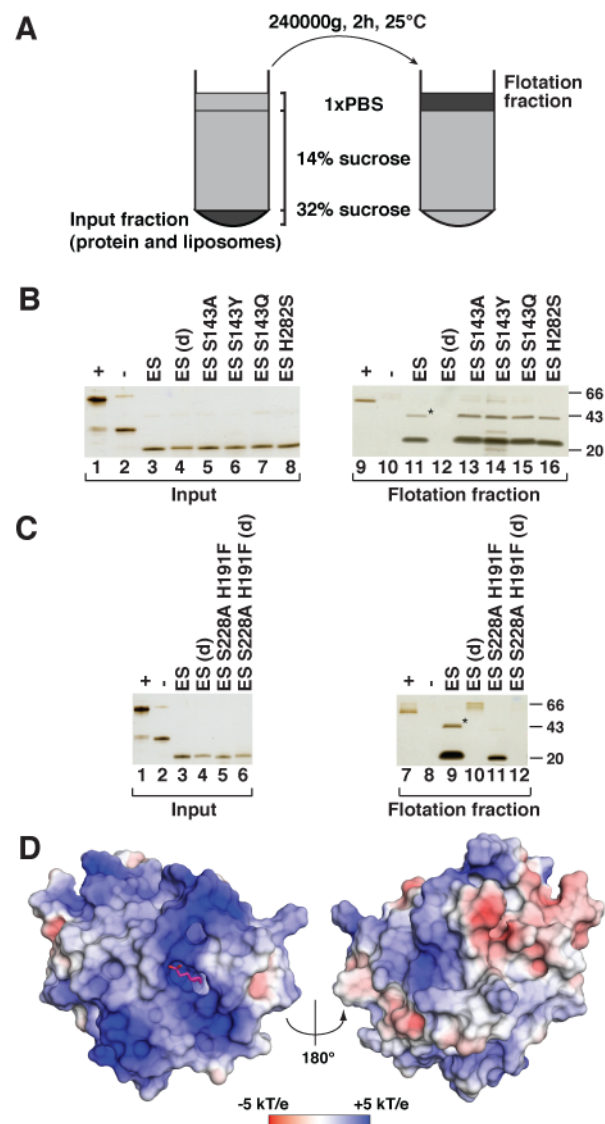 A
240000g, 2h, 25°C
1xPBS
14% sucrose
32% sucrose
Flotation
fraction
Input fraction
(protein and liposomes)
B
+ - ES ES (d) ES S143A ES S143Y ES S143Q ES H282S
1 2 3 4 5 6 7 8
Input
+ - ES ES (d) ES S143A ES S143Y ES S143Q ES H282S
*
66
43
20
9 10 11 12 13 14 15 16
Flotation fraction
C
+ - ES ES (d) ES S228A H191F ES S228A H191F (d)
1 2 3 4 5 6
Input
+ - ES ES (d) ES S228A H191F ES S228A H191F (d)
*
66
43
20
7 8 9 10 11 12
Flotation fraction
D
180°
-5 kT/e +5 kT/e